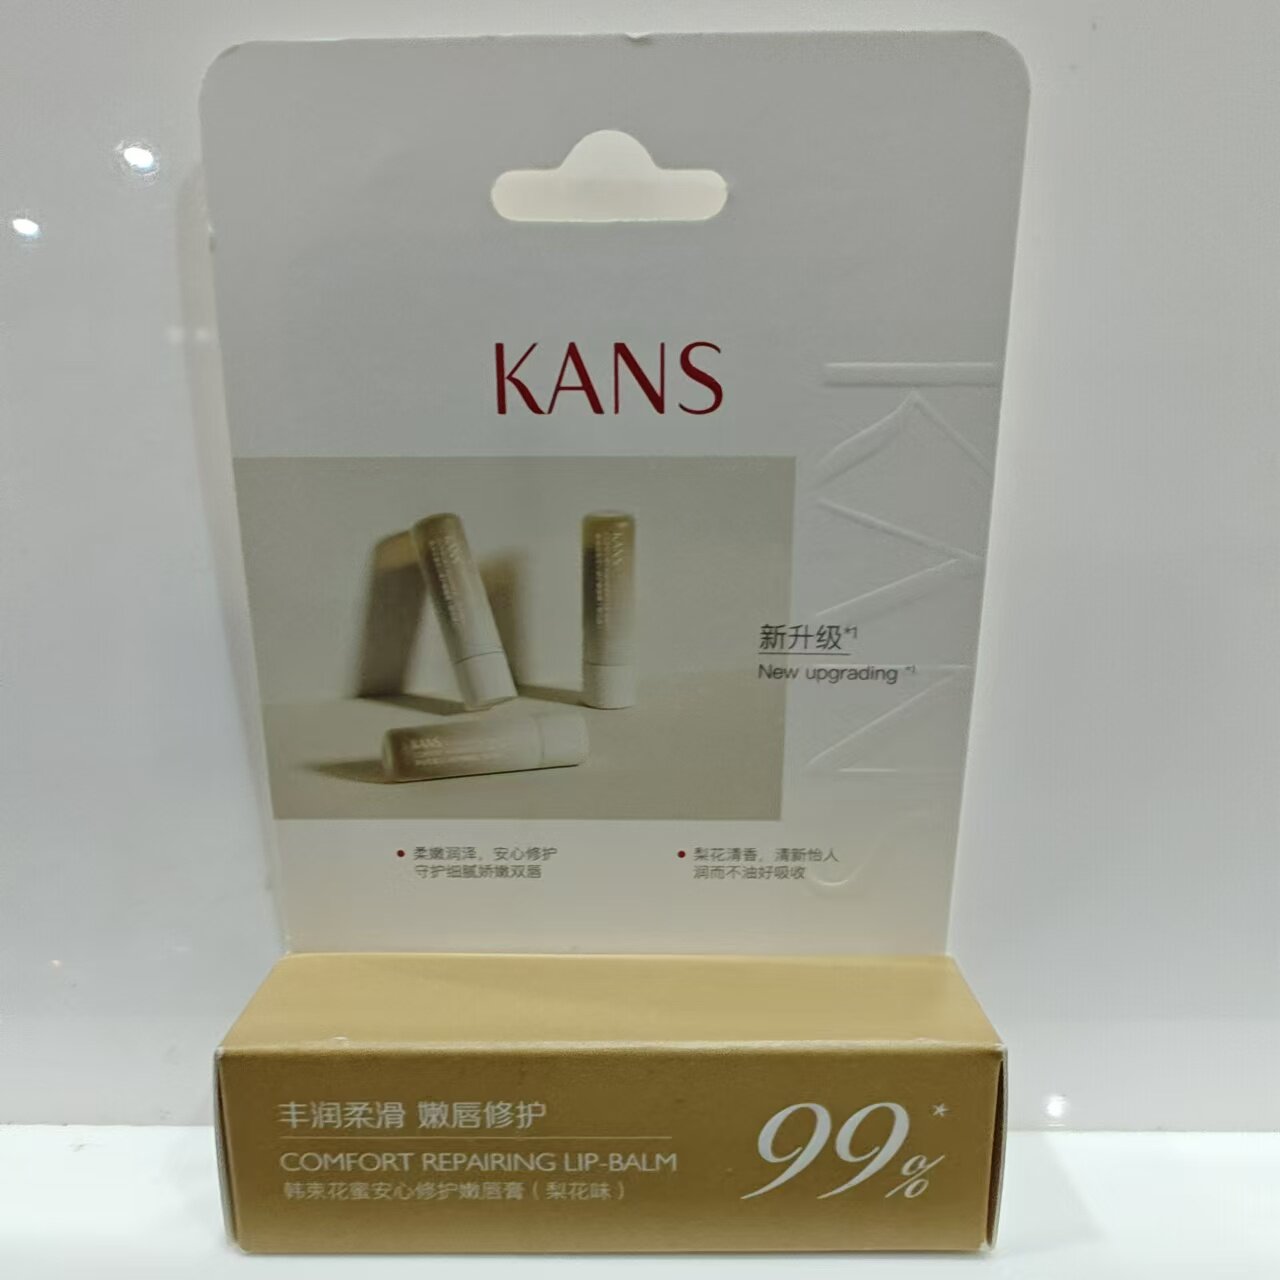 KANS
KANS
KANS
KANS
新升级*1
New upgrading *1
柔嫩润泽，安心修护
守护细腻娇嫩双唇
梨花清香，清新怡人
润而不油好吸收
丰润柔滑 嫩唇修护
COMFORT REPAIRING LIP-BALM
韩束花蜜安心修护嫩唇膏（梨花味）
99%*